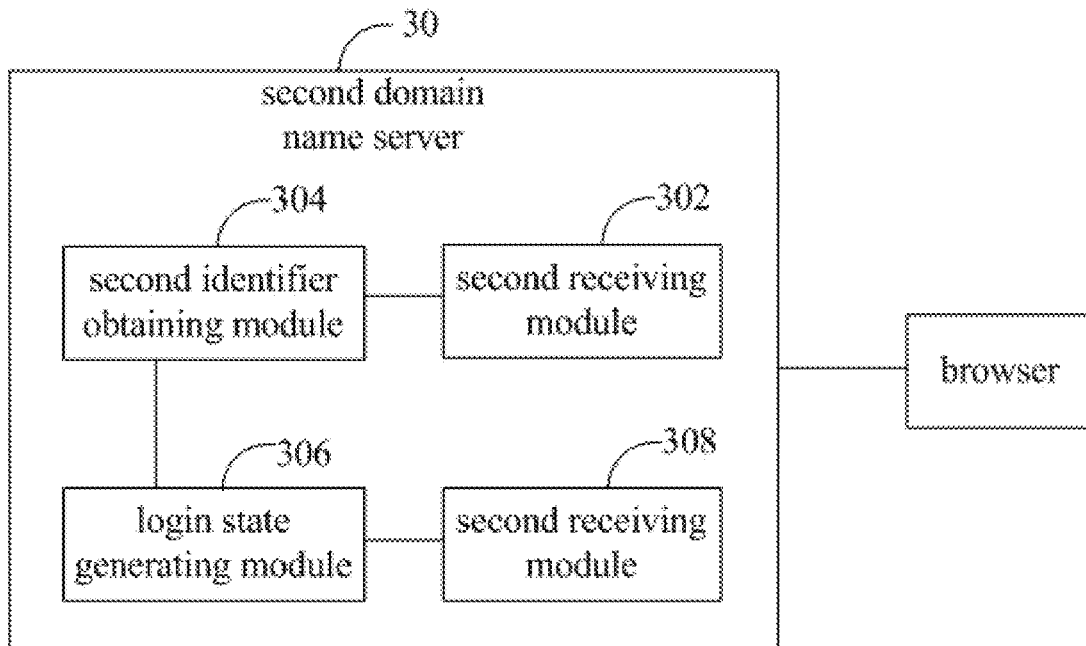 30
second domain
name server
304
302
second identifier
obtaining module
second receiving
module
browser
306
308
login state
generating module
second receiving
module